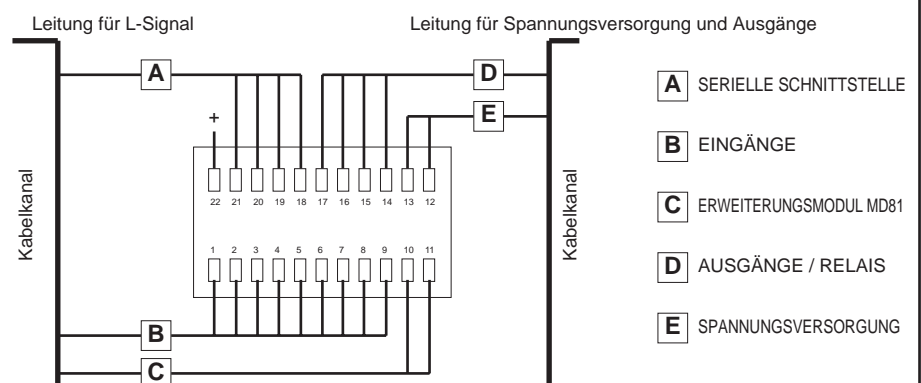 Leitung für L-Signal
Leitung für Spannungsversorgung und Ausgänge
A
D
E
+
22 21 20 19 18 17 16 15 14 13 12
1 2 3 4 5 6 7 8 9 10 11
B
C
Kabelkanal
Kabelkanal
A SERIELLE SCHNITTSTELLE
B EINGÄNGE
C ERWEITERUNGSMODUL MD81
D AUSGÄNGE / RELAIS
E SPANNUNGSVERSORGUNG